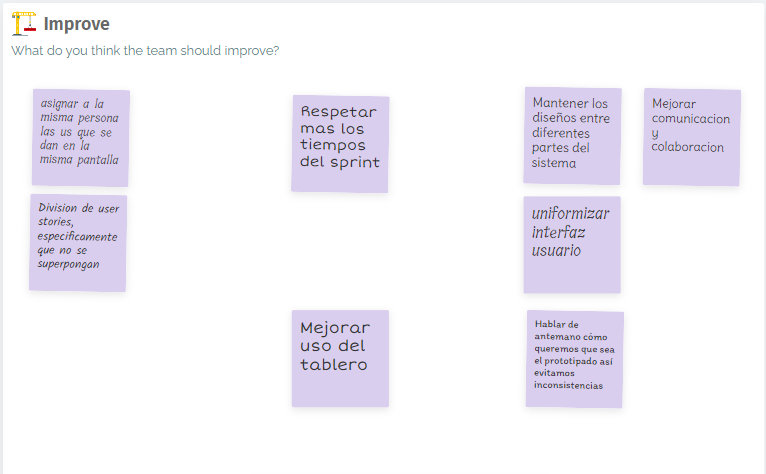 Improve
What do you think the team should improve?
asignar a la
misma persona
las us que se
dan en la
misma pantalla
Division de user
stories,
especificamente
que no se
superpongan
Respetar
mas los
tiempos
del sprint
Mejorar
uso del
tablero
Mantener los
diseños entre
diferentes
partes del
sistema
Mejorar
comunicacion
y
colaboracion
uniformizar
interfaz
usuario
Hablar de
antemano cómo
queremos que sea
el prototipado así
evitamos
inconsistencias